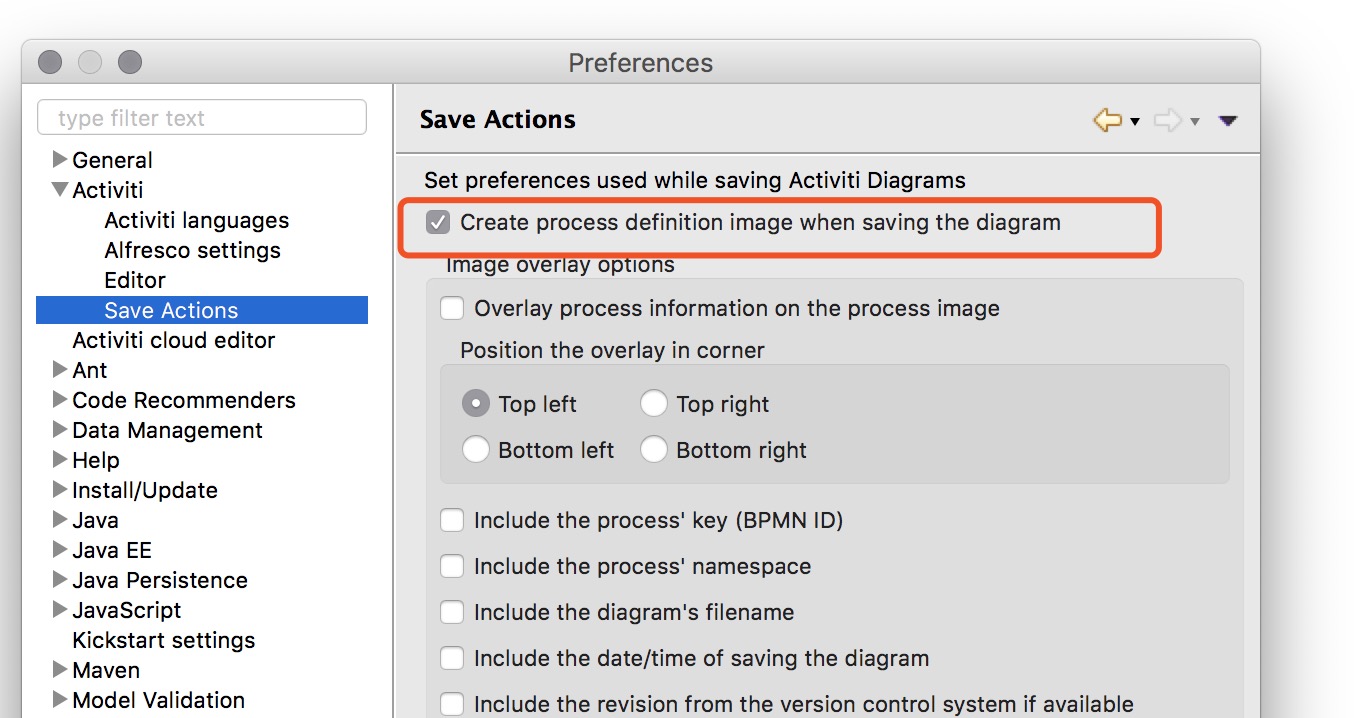 Preferences
type filter text
General
Activiti
Activiti languages
Alfresco settings
Editor
Save Actions
Activiti cloud editor
Ant
Code Recommenders
Data Management
Help
Install/Update
Java
Java EE
Java Persistence
JavaScript
Kickstart settings
Maven
Model Validation
Save Actions
Set preferences used while saving Activiti Diagrams
Create process definition image when saving the diagram
Image overlay options
Overlay process information on the process image
Position the overlay in corner
Top left Top right
Bottom left Bottom right
Include the process' key (BPMN ID)
Include the process' namespace
Include the diagram's filename
Include the date/time of saving the diagram
Include the revision from the version control system if available